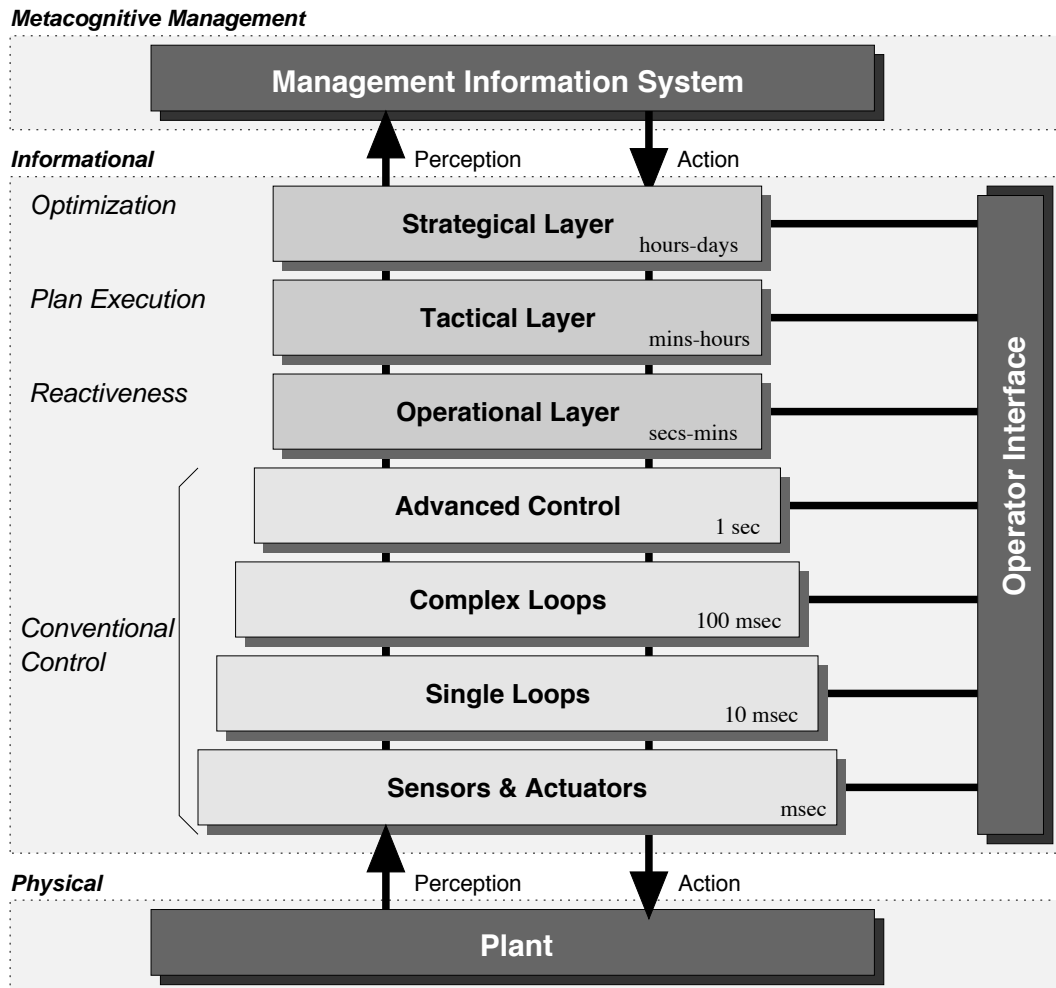 Metacognitive Management
Management Information System
Perception
Action
Informational
Optimization
Strategical Layer
hours-days
Plan Execution
Tactical Layer
mins-hours
Reactiveness
Operational Layer
secs-mins
Advanced Control
1 sec
Complex Loops
100 msec
Conventional
Control
Single Loops
10 msec
Sensors & Actuators
msec
Operator Interface
Physical
Perception
Action
Plant